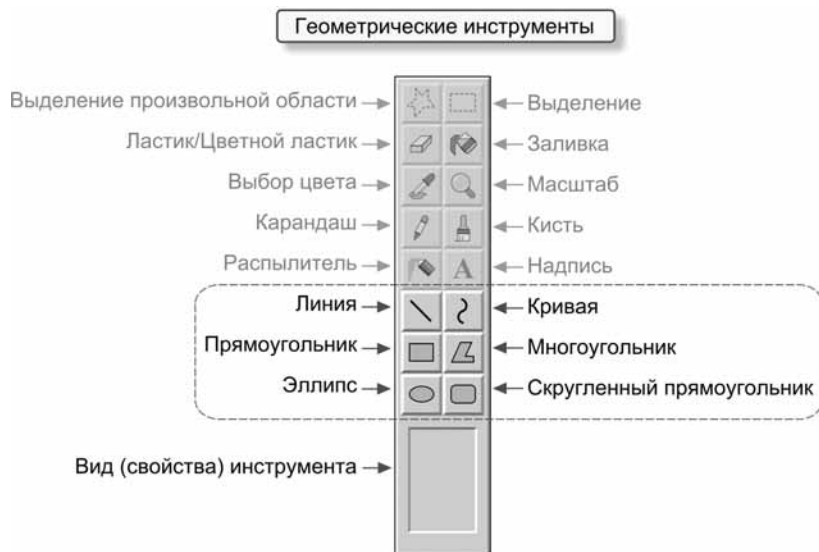 Геометрические инструменты
Выделение произвольной области
Выделение
Ластик/Цветной ластик
Заливка
Выбор цвета
Масштаб
Карандаш
Кисть
Распылитель
A
Надпись
Линия
Кривая
Прямоугольник
Многоугольник
Эллипс
Скругленный прямоугольник
Вид (свойства) инструмента